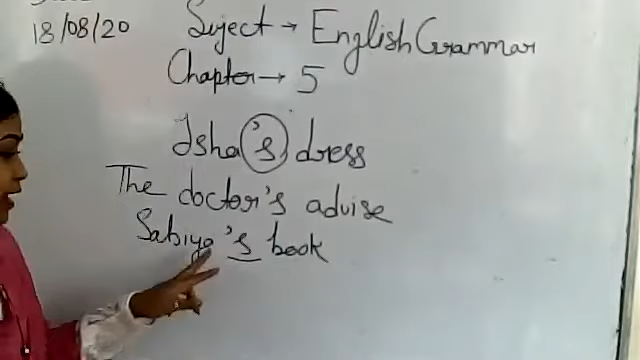 18/08/20
Suject → English Grammar
Chapter → 5
Isha's dress
The doctor's advise
Sabiya's book